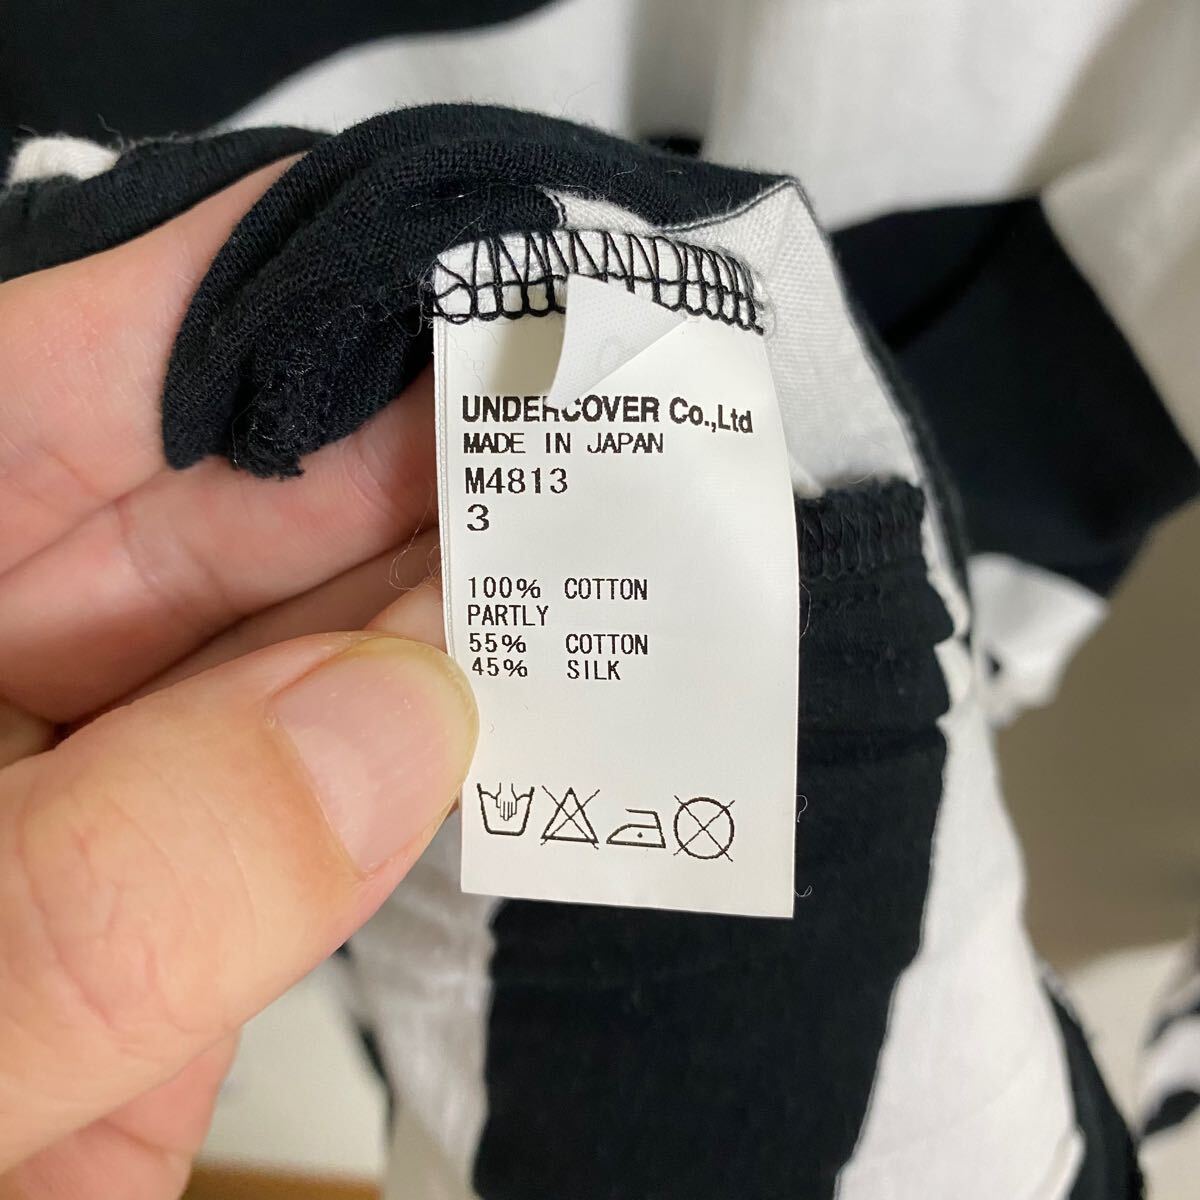 UNDERCOVER Co.,Ltd
MADE IN JAPAN
M4813
3
100% COTTON
PARTLY
55% COTTON
45% SILK